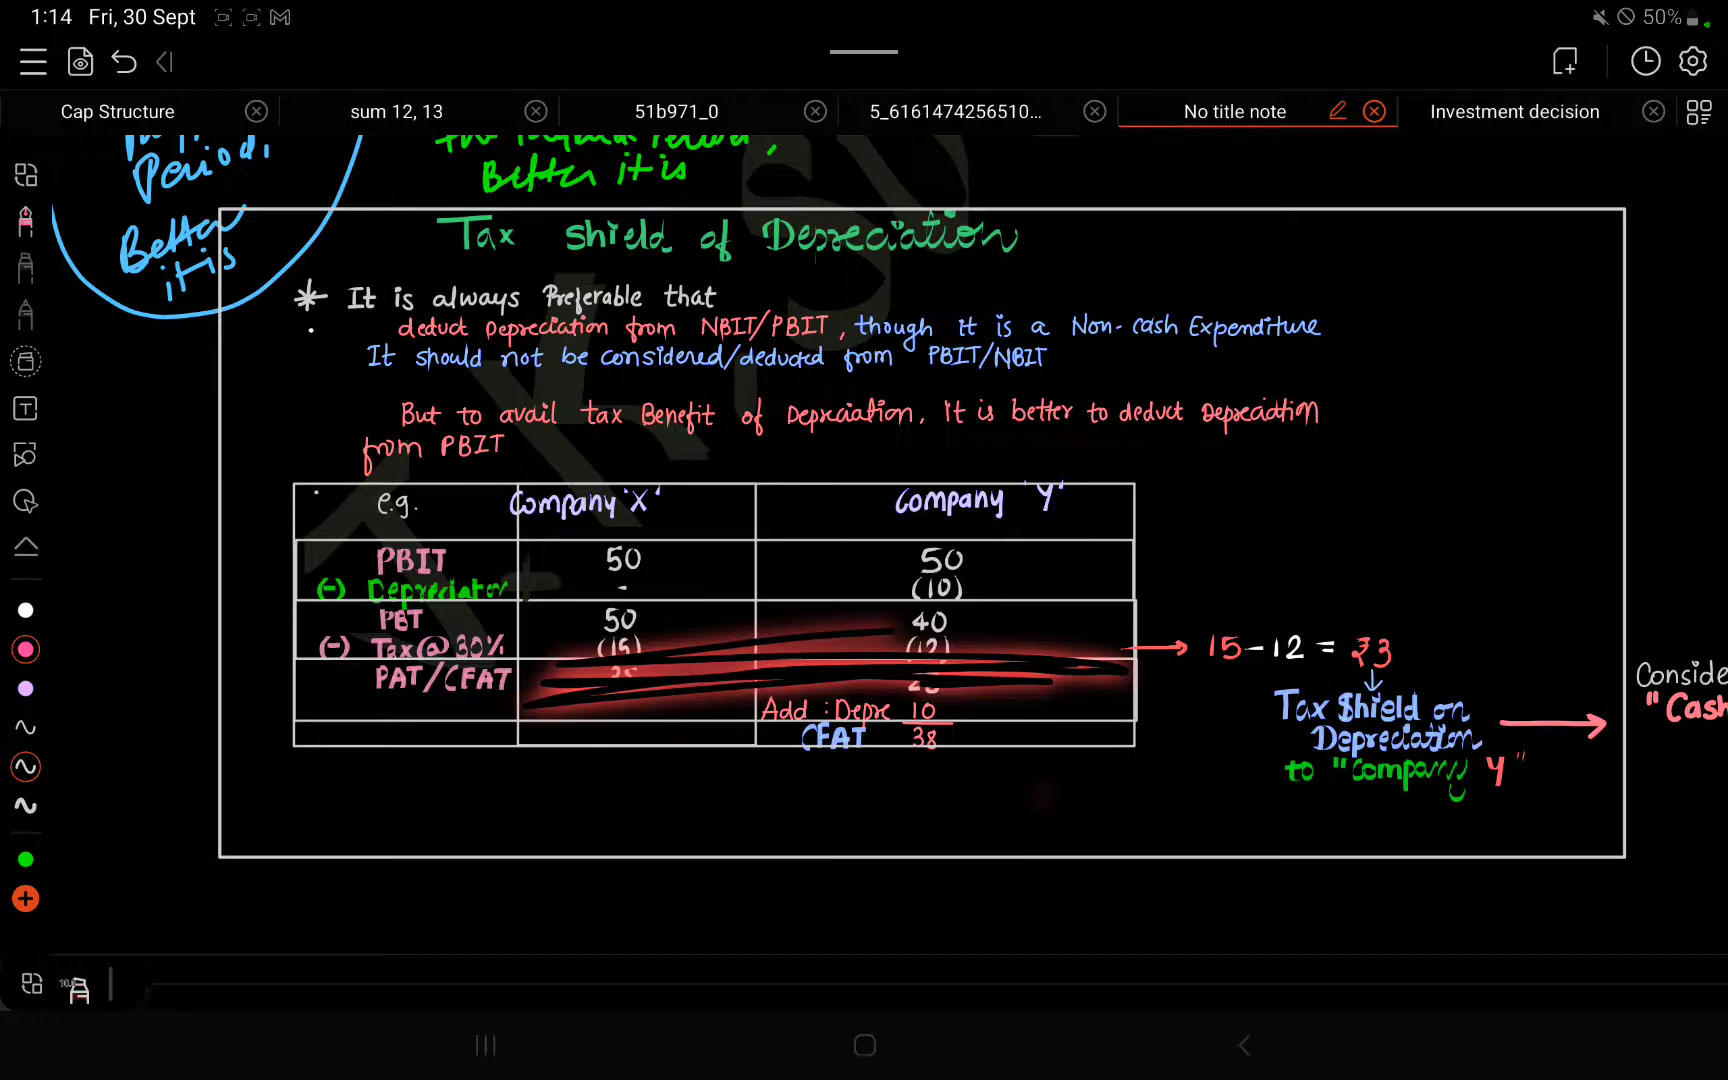 1:14 Fri, 30 Sept
50%
Cap Structure
sum 12, 13
51b971_0
5_6161474256510...
No title note
Investment decision
Period,
Better it is
Better
it is
Tax Shield of Depreciation
* It is always Preferable that
deduct Depreciation from NBIT/PBIT, though it is a Non-cash Expenditure
It should not be considered/deducted from PBIT/NBIT
But to avail tax Benefit of Depreciation, It is better to deduct Depreciation
from PBIT
e.g. Company 'X' Company 'Y'
PBIT 50 50
(-) Depreciation - (10)
PBT 50 40
(-) Tax@30% (15) (12)
PAT/CFAT
Add : Depre 10
CFAT 38
15-12 = ₹3
Tax Shield on
Depreciation
to "Company Y"
Conside
"Cash